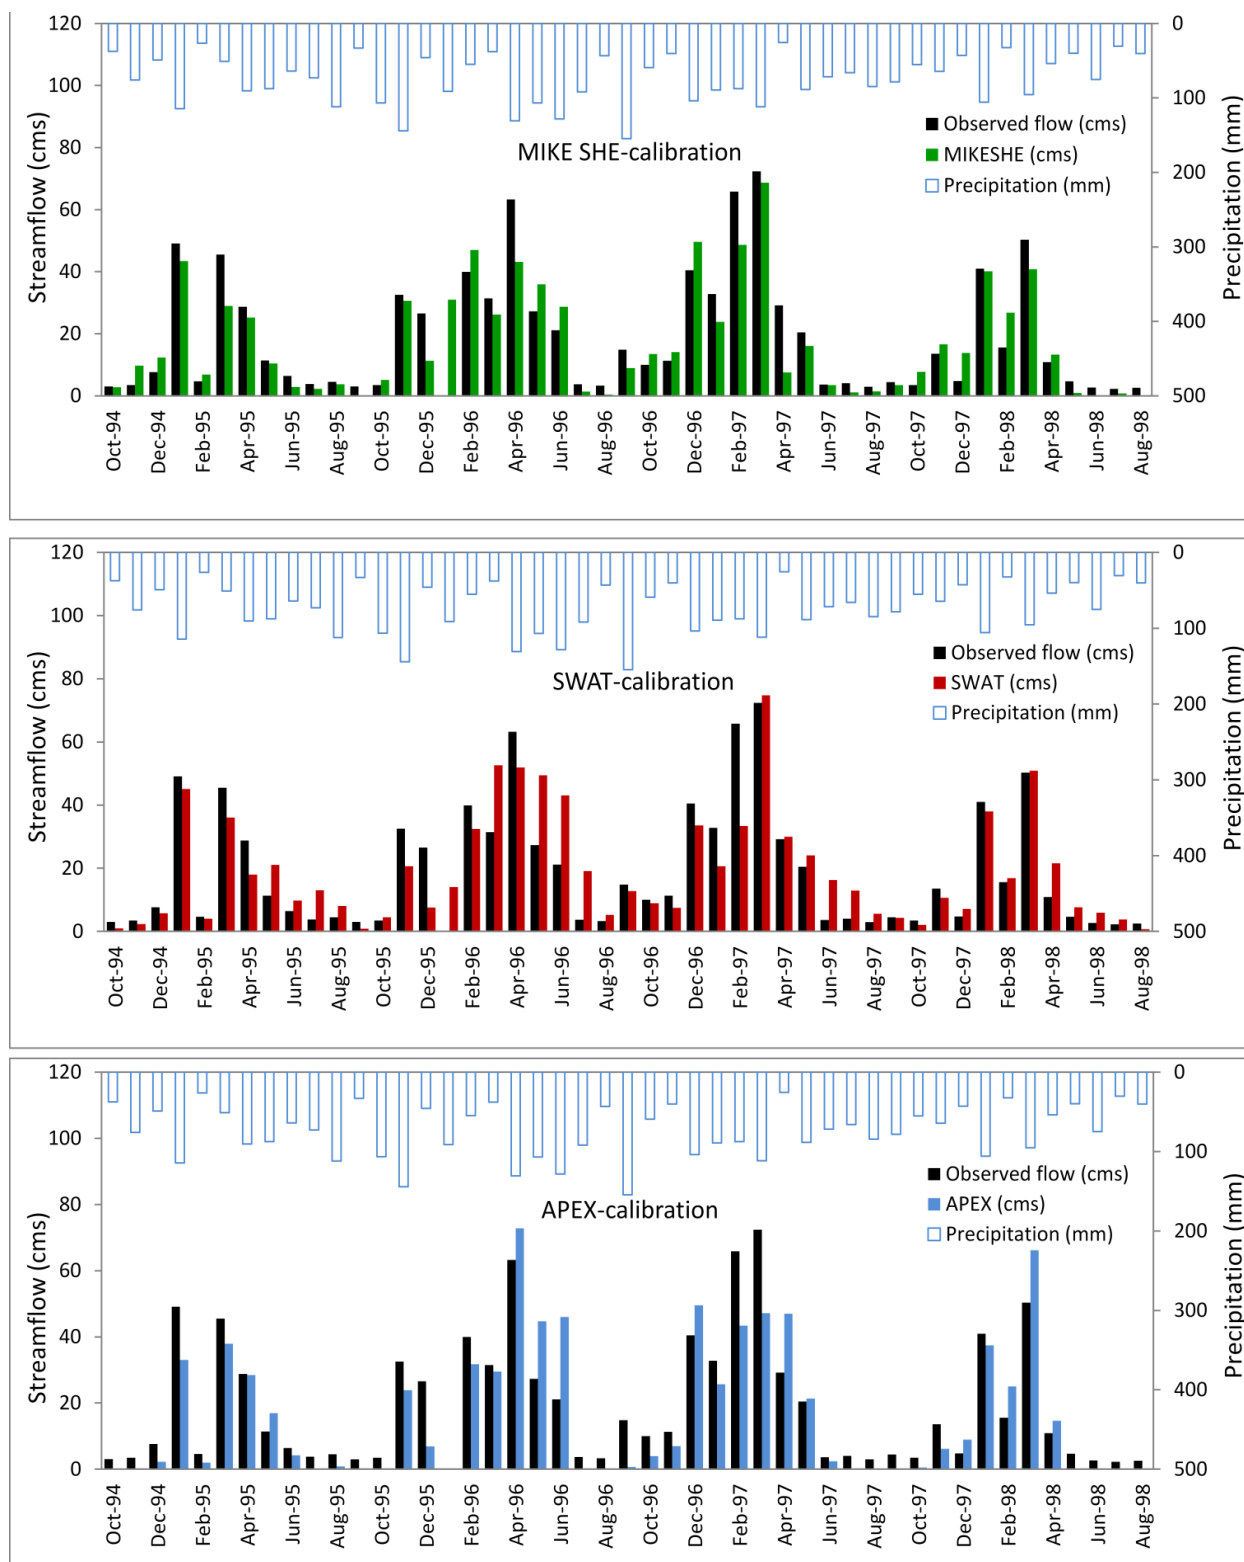 120
100
80
60
40
20
0
Streamflow (cms)
0
100
200
300
400
500
Precipitation (mm)
MIKE SHE-calibration
Observed flow (cms)
MIKESHE (cms)
Precipitation (mm)
Oct-94
Dec-94
Feb-95
Apr-95
Jun-95
Aug-95
Oct-95
Dec-95
Feb-96
Apr-96
Jun-96
Aug-96
Oct-96
Dec-96
Feb-97
Apr-97
Jun-97
Aug-97
Oct-97
Dec-97
Feb-98
Apr-98
Jun-98
Aug-98
120
100
80
60
40
20
0
Streamflow (cms)
0
100
200
300
400
500
Precipitation (mm)
SWAT-calibration
Observed flow (cms)
SWAT (cms)
Precipitation (mm)
Oct-94
Dec-94
Feb-95
Apr-95
Jun-95
Aug-95
Oct-95
Dec-95
Feb-96
Apr-96
Jun-96
Aug-96
Oct-96
Dec-96
Feb-97
Apr-97
Jun-97
Aug-97
Oct-97
Dec-97
Feb-98
Apr-98
Jun-98
Aug-98
120
100
80
60
40
20
0
Streamflow (cms)
0
100
200
300
400
500
Precipitation (mm)
APEX-calibration
Observed flow (cms)
APEX (cms)
Precipitation (mm)
Oct-94
Dec-94
Feb-95
Apr-95
Jun-95
Aug-95
Oct-95
Dec-95
Feb-96
Apr-96
Jun-96
Aug-96
Oct-96
Dec-96
Feb-97
Apr-97
Jun-97
Aug-97
Oct-97
Dec-97
Feb-98
Apr-98
Jun-98
Aug-98